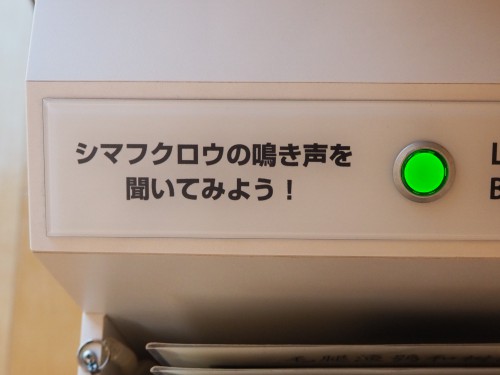 シマフクロウの鳴き声を
聞いてみよう！
L
B